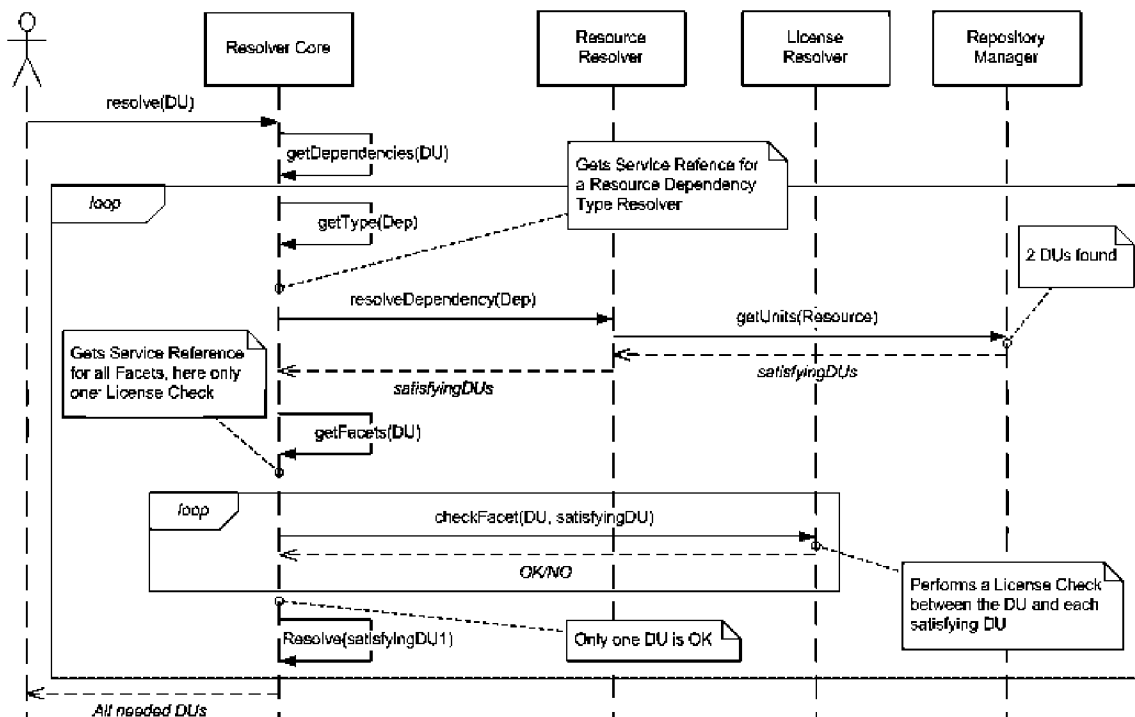 Resolver Core
Resource
Resolver
License
Resolver
Repository
Manager
resolve(DU)
getDependencies(DU)
Gets Service Refence for
a Resource Dependency
Type Resolver
loop
getType(Dep)
2 DUs found
resolveDependency(Dep)
getUnits(Resource)
Gets Service Reference
for all Facets, here only
one: License Check
satisfyingDUs
satisfyingDUs
getFacets(DU)
loop
checkFacet(DU, satisfyingDU)
OK/NO
Performs a License Check
between the DU and each
satisfying DU
Resolve(satisfyingDU1)
Only one DU is OK
All needed DUs